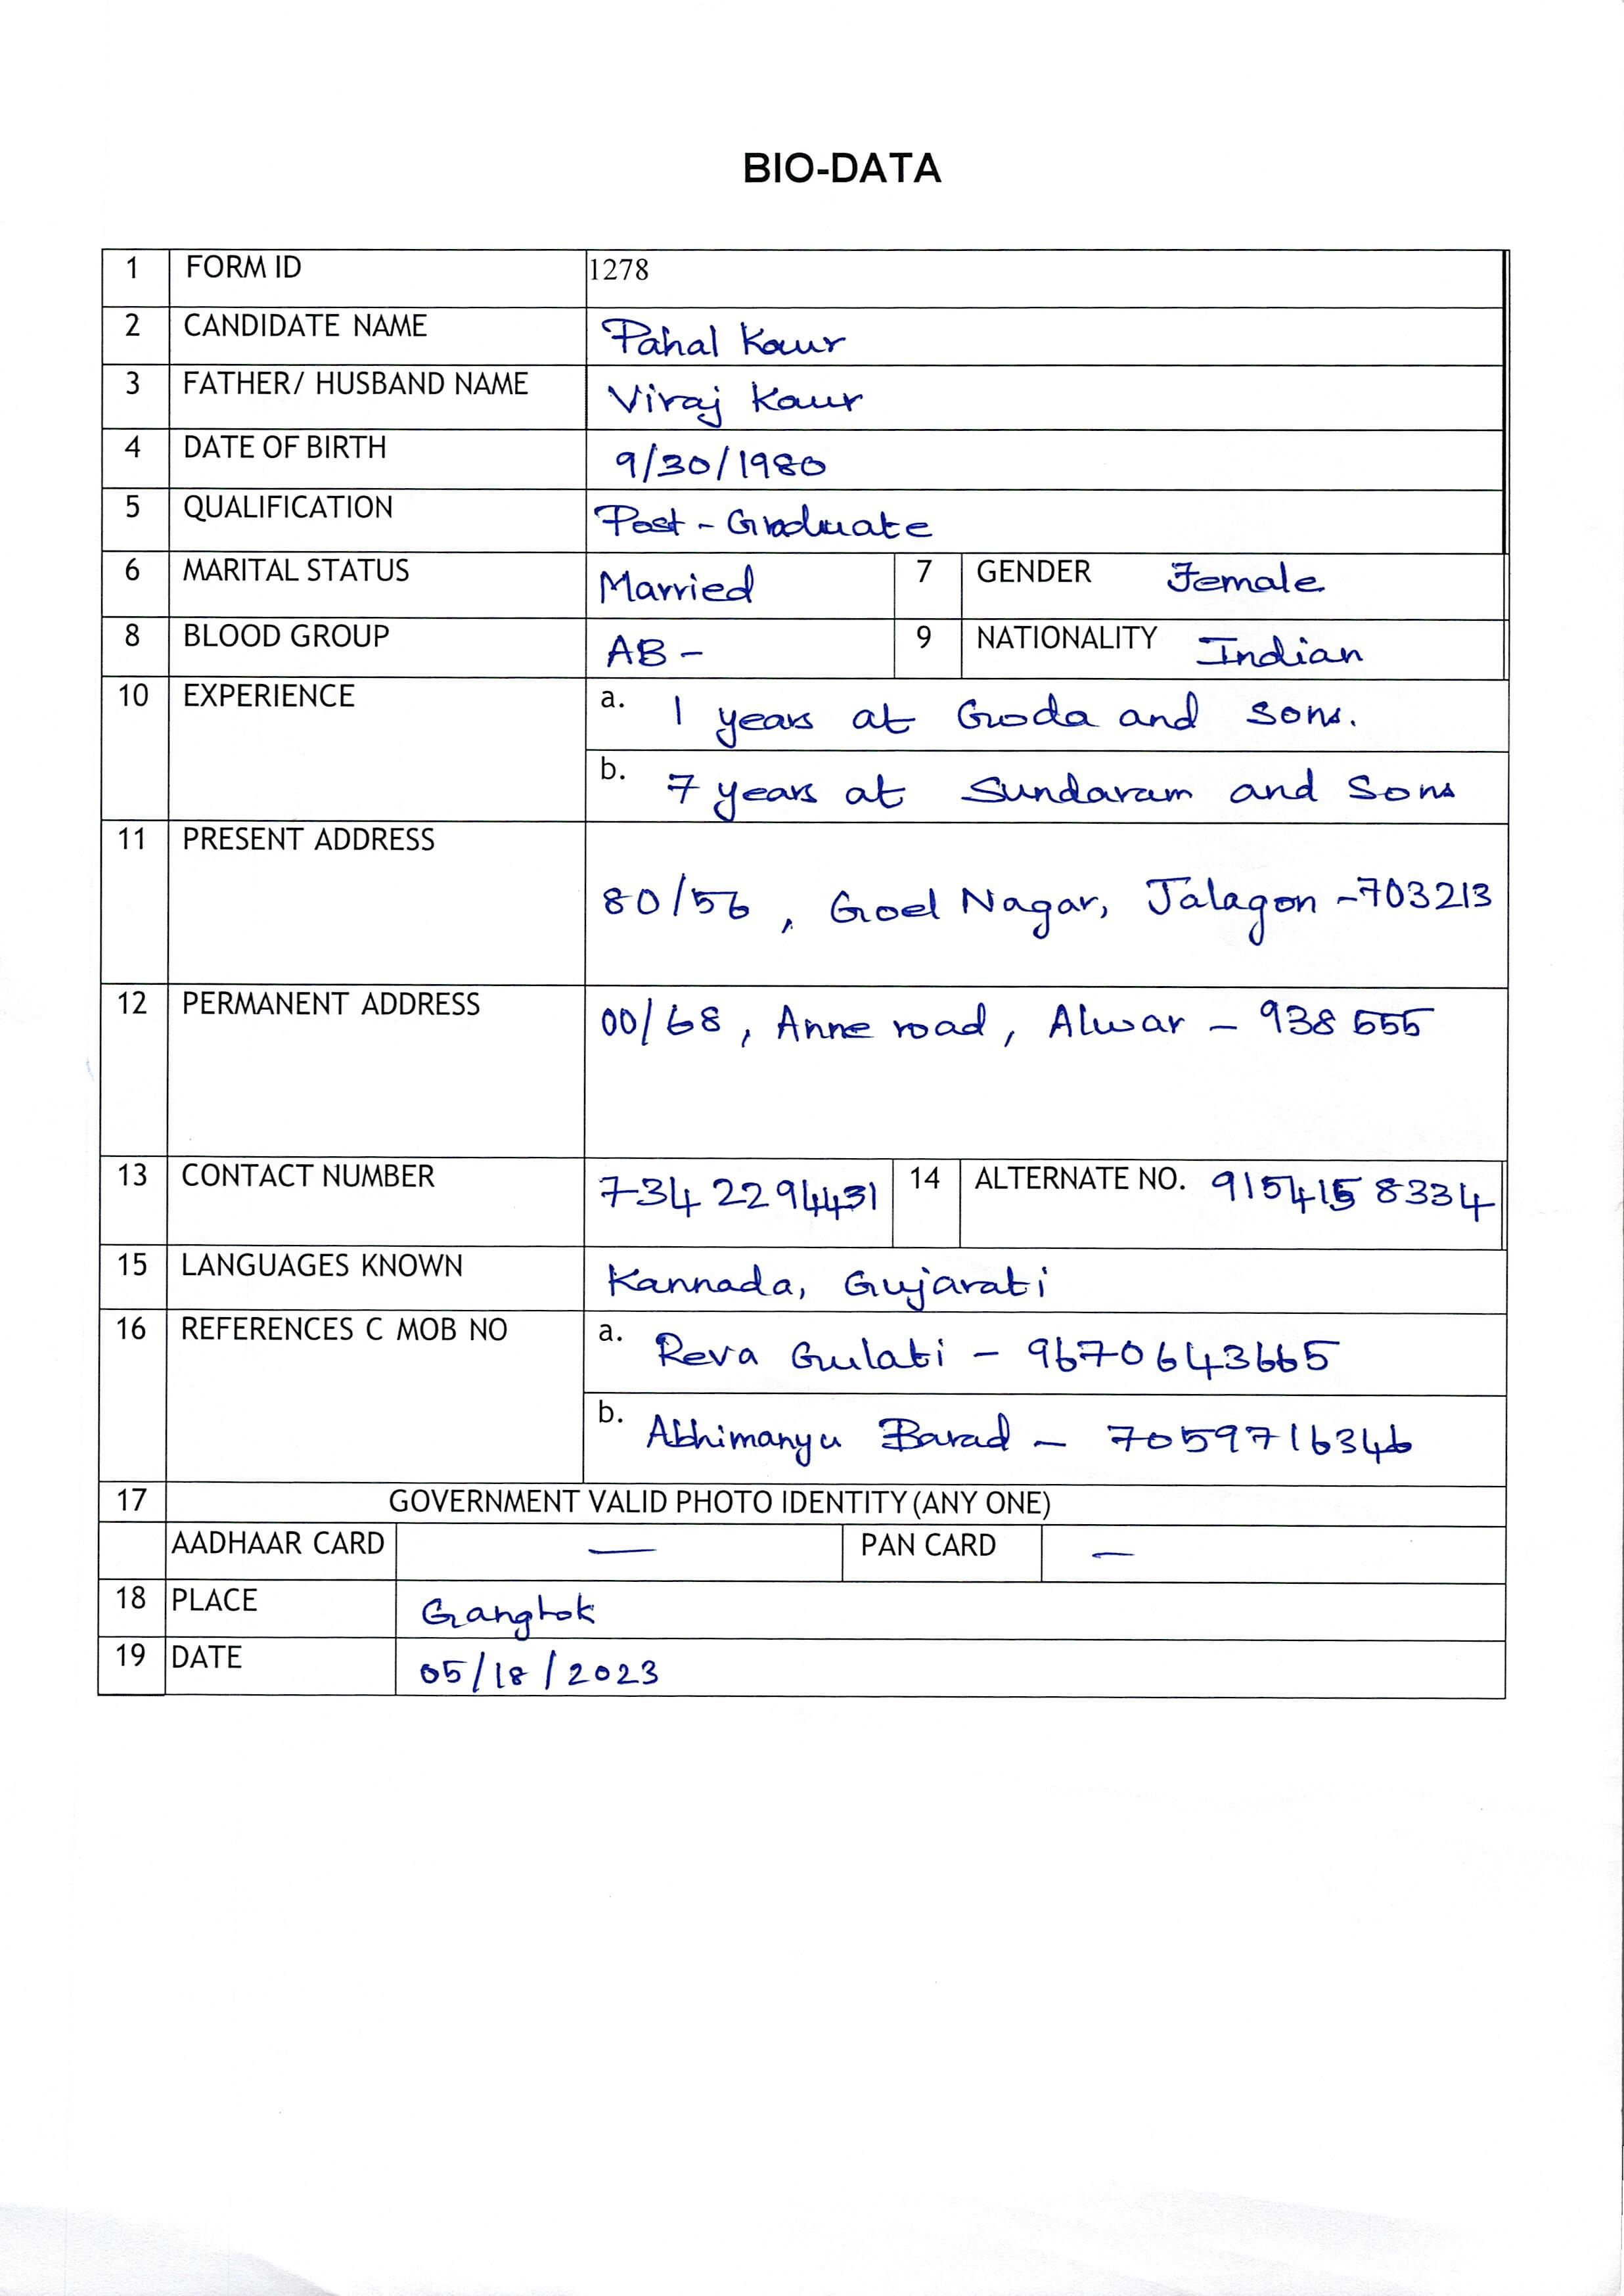 BIO-DATA
1 FORM ID 1278
2 CANDIDATE NAME Pahal Kaur
3 FATHER/ HUSBAND NAME Viraj Kaur
4 DATE OF BIRTH 9/30/1980
5 QUALIFICATION Post-Graduate
6 MARITAL STATUS Married 7 GENDER Female
8 BLOOD GROUP AB- 9 NATIONALITY Indian
10 EXPERIENCE a. 1 years at Goda and Sons.
b. 7 years at Sundaram and Sons
11 PRESENT ADDRESS
80/56, Goel Nagar, Jalagon -703213
12 PERMANENT ADDRESS 00/68, Anne road, Alwar - 938555
13 CONTACT NUMBER 7342294431 14 ALTERNATE NO. 9154158334
15 LANGUAGES KNOWN Kannada, Gujarati
16 REFERENCES C MOB NO a. Reva Gulati - 9670643665
b. Abhimanyu Barad - 7059716346
17 GOVERNMENT VALID PHOTO IDENTITY (ANY ONE)
AADHAAR CARD — PAN CARD —
18 PLACE Gangtok
19 DATE 05/18/2023